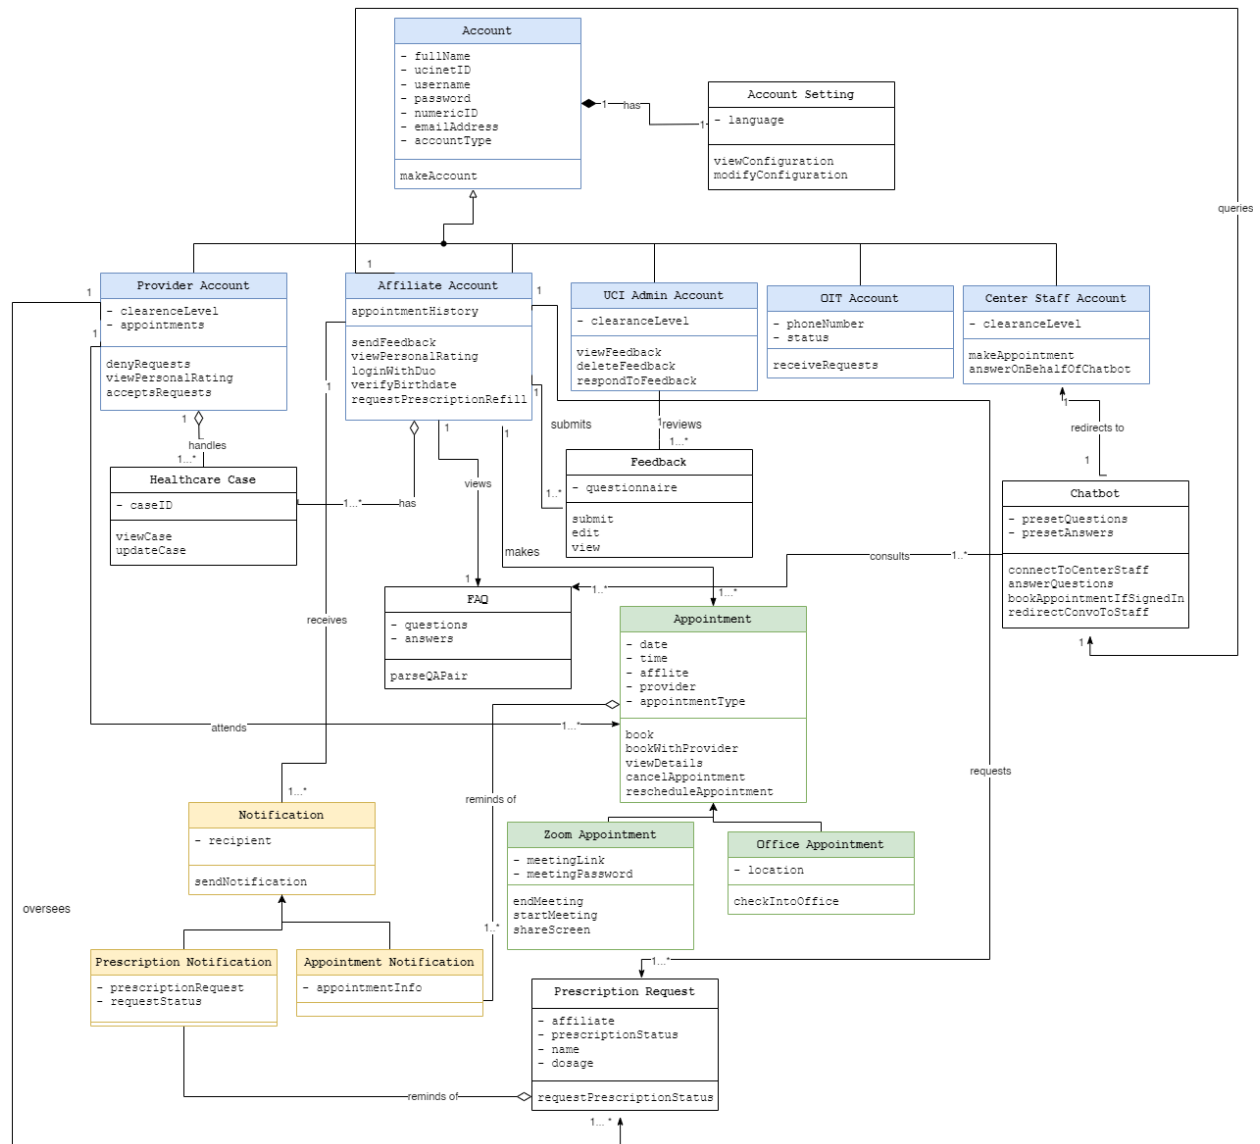 Account
- fullName
- ucinetID
- username
- password
- numericID
- emailAddress
- accountType
makeAccount
1
has
1
Account Setting
- language
viewConfiguration
modifyConfiguration
queries
1
Provider Account
- clearenceLevel
- appointments
denyRequests
viewPersonalRating
acceptsRequests
1
1
1
handles
1...*
Affiliate Account
appointmentHistory
sendFeedback
viewPersonalRating
loginWithDuo
verifyBirthdate
requestPrescriptionRefill
1
1
1
1
1
UCI Admin Account
- clearanceLevel
viewFeedback
deleteFeedback
respondToFeedback
OIT Account
- phoneNumber
- status
receiveRequests
Center Staff Account
- clearanceLevel
makeAppointment
answerOnBehalfOfChatbot
1
redirects to
1
submits
1
reviews
1...*
1..*
Healthcare Case
- caseID
viewCase
updateCase
1...*
has
views
1
makes
1...*
Feedback
- questionnaire
submit
edit
view
Chatbot
- presetQuestions
- presetAnswers
connectToCenterStaff
answerQuestions
bookAppointmentIfSignedIn
redirectConvoToStaff
consults
1..*
1..*
1
FAQ
- questions
- answers
parseQAPair
receives
Appointment
- date
- time
- afflite
- provider
- appointmentType
book
bookWithProvider
viewDetails
cancelAppointment
rescheduleAppointment
attends
1...*
requests
reminds of
1...*
Notification
- recipient
sendNotification
Zoom Appointment
- meetingLink
- meetingPassword
endMeeting
startMeeting
shareScreen
Office Appointment
- location
checkIntoOffice
oversees
1..*
Prescription Notification
- prescriptionRequest
- requestStatus
Appointment Notification
- appointmentInfo
1...*
Prescription Request
- affiliate
- prescriptionStatus
- name
- dosage
requestPrescriptionStatus
reminds of
1... *